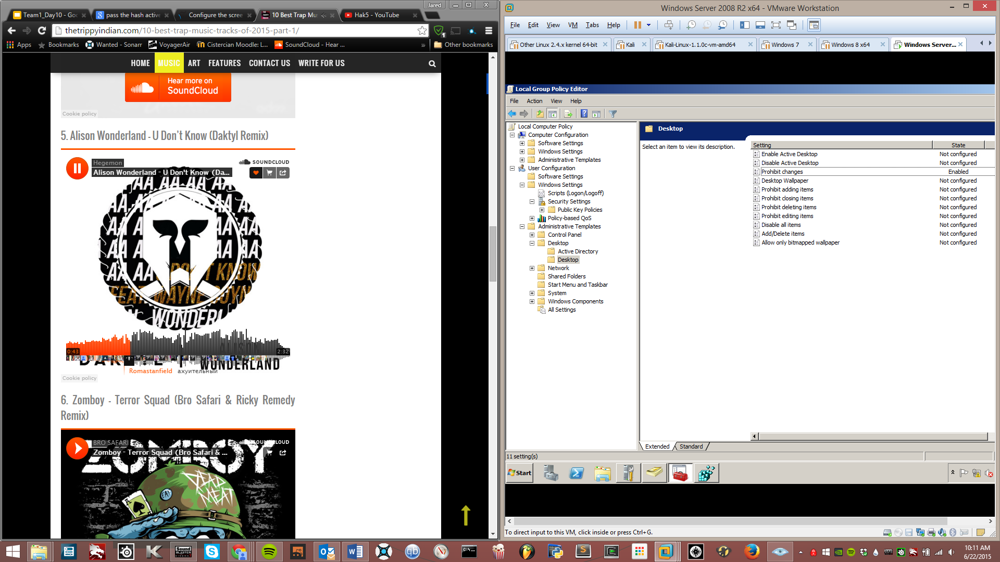 Jared
Team1_Day10 - Goo
pass the hash active
Configure the scree
10 Best Trap Mu
Hak5 - YouTube
thetrippyindian.com/10-best-trap-music-tracks-of-2015-part-1/
Apps
Bookmarks
Wanted - Sonarr
VoyagerAir
Cistercian Moodle: L...
SoundCloud - Hear ...
»
Other bookmarks
HOME
MUSIC
ART
FEATURES
CONTACT US
WRITE FOR US
Hear more on
SoundCloud
Cookie policy
5. Alison Wonderland - U Don't Know (Daktyl Remix)
Hegemon
Alison Wonderland - U Don't Know (Da...
SOUNDCLOUD
0:43
2:32
WONDERLAND
Romastanfield ахуительный
Cookie policy
6. Zomboy - Terror Squad (Bro Safari & Ricky Remedy
Remix)
BRO SAFARI
Zomboy - Terror Squad (Bro Safari & ...
SOUNDCLOUD
ZOMBOY
DEAD
MEAT
EAT
Windows Server 2008 R2 x64 - VMware Workstation
File
Edit
View
VM
Tabs
Help
Other Linux 2.4.x kernel 64-bit
Kali
Kali-Linux-1.1.0c-vm-amd64
Windows 7
Windows 8 x64
Windows Server...
Local Group Policy Editor
File
Action
View
Help
Local Computer Policy
Computer Configuration
Software Settings
Windows Settings
Administrative Templates
User Configuration
Software Settings
Windows Settings
Scripts (Logon/Logoff)
Security Settings
Public Key Policies
Policy-based QoS
Administrative Templates
Control Panel
Desktop
Active Directory
Desktop
Network
Shared Folders
Start Menu and Taskbar
System
Windows Components
All Settings
Desktop
Select an item to view its description.
Setting State
Enable Active Desktop Not configured
Disable Active Desktop Not configured
Prohibit changes Enabled
Desktop Wallpaper Not configured
Prohibit adding items Not configured
Prohibit closing items Not configured
Prohibit deleting items Not configured
Prohibit editing items Not configured
Disable all items Not configured
Add/Delete items Not configured
Allow only bitmapped wallpaper Not configured
Extended
Standard
11 setting(s)
Start
To direct input to this VM, click inside or press Ctrl+G.
10:11 AM
6/22/2015